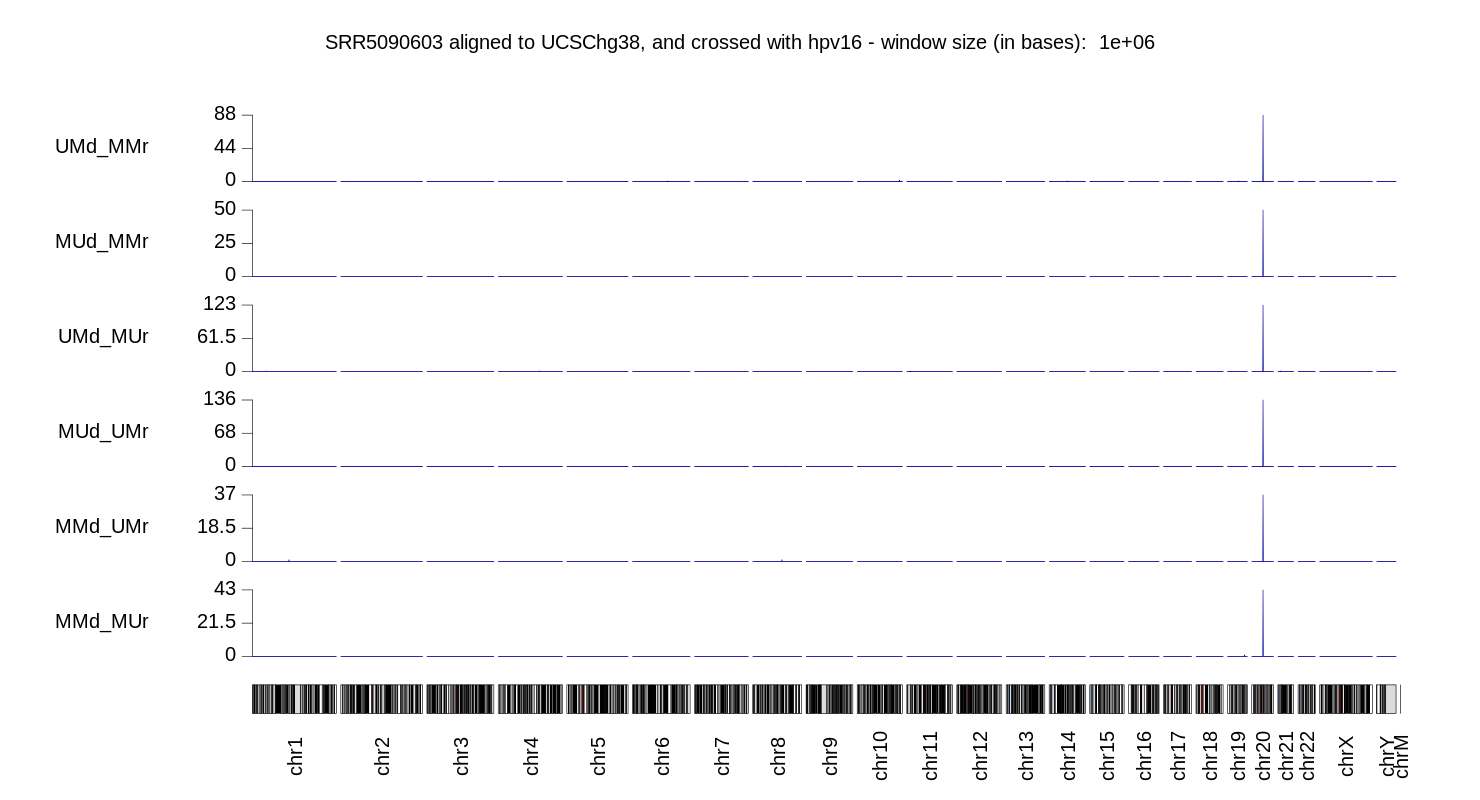 SRR5090603 aligned to UCSChg38, and crossed with hpv16 - window size (in bases):  1e+06
88
UMd_MMr
44
0
50
MUd_MMr
25
0
123
UMd_MUr
61.5
0
136
MUd_UMr
68
0
37
MMd_UMr
18.5
0
43
MMd_MUr
21.5
0
chr1 chr2 chr3 chr4 chr5 chr6 chr7 chr8 chr9 chr10 chr11 chr12 chr13 chr14 chr15 chr16 chr17 chr18 chr19 chr20 chr21 chr22 chrX chrY chrM